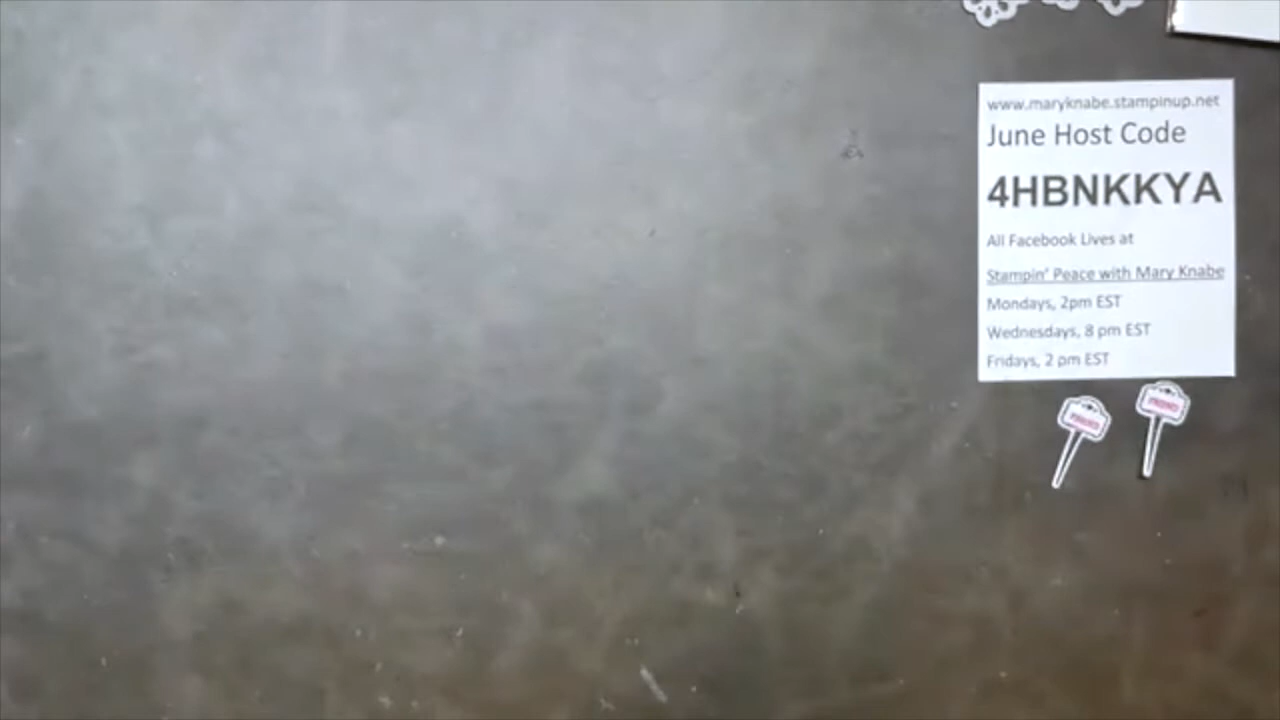 www.maryknabe.stampinup.net
June Host Code
4HBNKKYA
All Facebook Lives at
Stampin' Peace with Mary Knabe
Mondays, 2pm EST
Wednesdays, 8 pm EST
Fridays, 2 pm EST